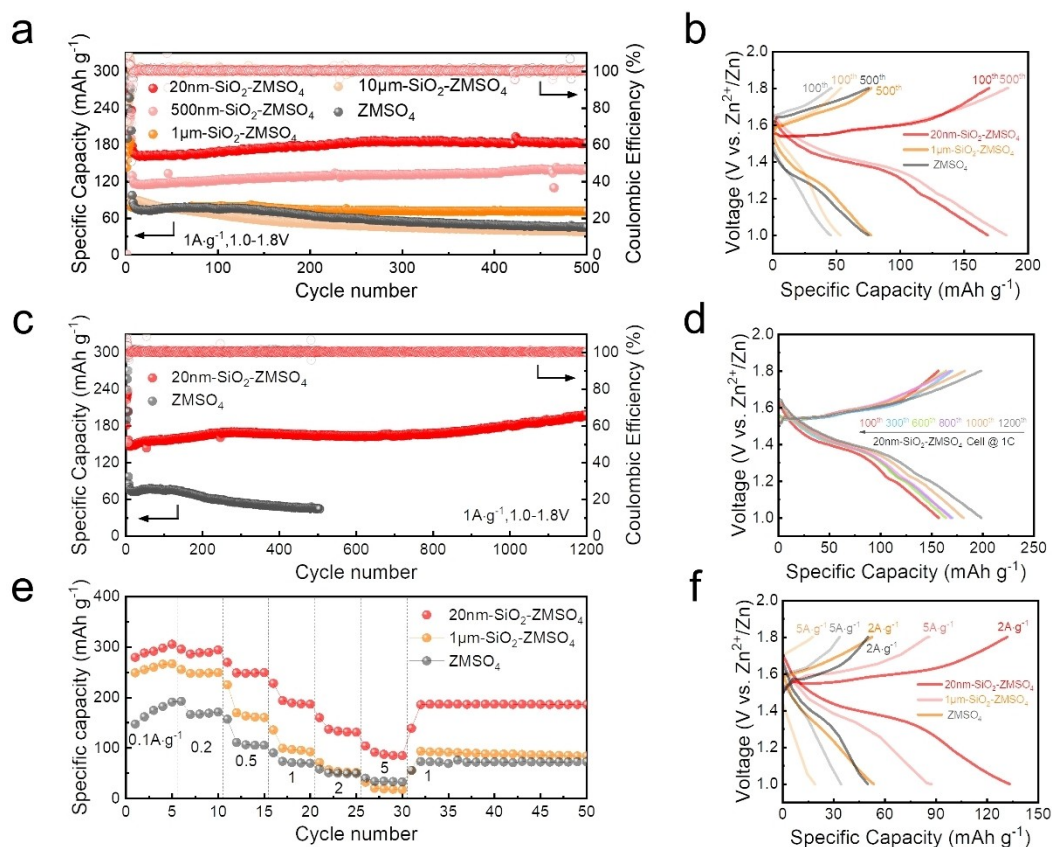 a
Specific Capacity (mAh g⁻¹)
300
240
180
120
60
0
20nm-SiO₂-ZMSO₄
500nm-SiO₂-ZMSO₄
1μm-SiO₂-ZMSO₄
10μm-SiO₂-ZMSO₄
ZMSO₄
1A·g⁻¹,1.0-1.8V
100
80
60
40
20
0
Coulombic Efficiency (%)
0 100 200 300 400 500
Cycle number
b
Voltage (V vs. Zn²⁺/Zn)
2.0
1.8
1.6
1.4
1.2
1.0
100ᵗʰ 100ᵗʰ 500ᵗʰ 500ᵗʰ 100ᵗʰ 500ᵗʰ
20nm-SiO₂-ZMSO₄
1μm-SiO₂-ZMSO₄
ZMSO₄
0 50 100 150 200
Specific Capacity (mAh g⁻¹)
c
Specific Capacity (mAh g⁻¹)
300
240
180
120
60
0
20nm-SiO₂-ZMSO₄
ZMSO₄
1A·g⁻¹,1.0-1.8V
100
80
60
40
20
0
Coulombic Efficiency (%)
0 200 400 600 800 1000 1200
Cycle number
d
Voltage (V vs. Zn²⁺/Zn)
2.0
1.8
1.6
1.4
1.2
1.0
100ᵗʰ 300ᵗʰ 600ᵗʰ 800ᵗʰ 1000ᵗʰ 1200ᵗʰ
20nm-SiO₂-ZMSO₄ Cell @ 1C
0 50 100 150 200 250
Specific Capacity (mAh g⁻¹)
e
Specific capacity (mAh g⁻¹)
400
300
200
100
0
20nm-SiO₂-ZMSO₄
1μm-SiO₂-ZMSO₄
ZMSO₄
0.1A·g⁻¹ 0.2 0.5 1 2 5 1
0 5 10 15 20 25 30 35 40 45 50
Cycle number
f
Voltage (V vs. Zn²⁺/Zn)
2.0
1.8
1.6
1.4
1.2
1.0
5A·g⁻¹ 5A·g⁻¹ 2A·g⁻¹ 5A·g⁻¹ 2A·g⁻¹
2A·g⁻¹
20nm-SiO₂-ZMSO₄
1μm-SiO₂-ZMSO₄
ZMSO₄
0 30 60 90 120 150
Specific Capacity (mAh g⁻¹)